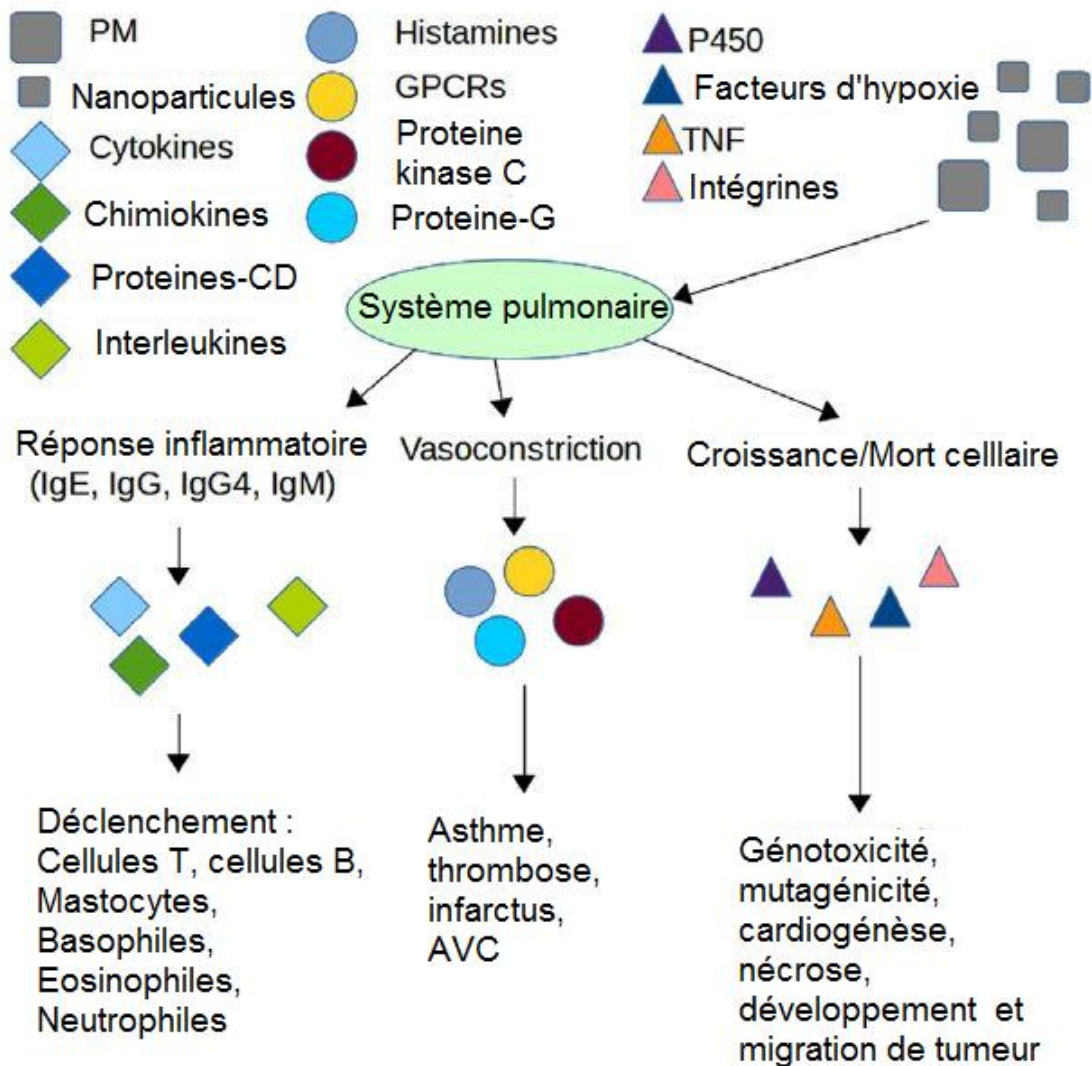 PM
Nanoparticules
Cytokines
Chimiokines
Proteines-CD
Interleukines
Histamines
GPCRs
Proteine
kinase C
Proteine-G
P450
Facteurs d'hypoxie
TNF
Intégrines
Système pulmonaire
Réponse inflammatoire
(IgE, IgG, IgG4, IgM)
Vasoconstriction
Croissance/Mort celllaire
Déclenchement :
Cellules T, cellules B,
Mastocytes,
Basophiles,
Eosinophiles,
Neutrophiles
Asthme,
thrombose,
infarctus,
AVC
Génotoxicité,
mutagénicité,
cardiogénèse,
nécrose,
développement et
migration de tumeur